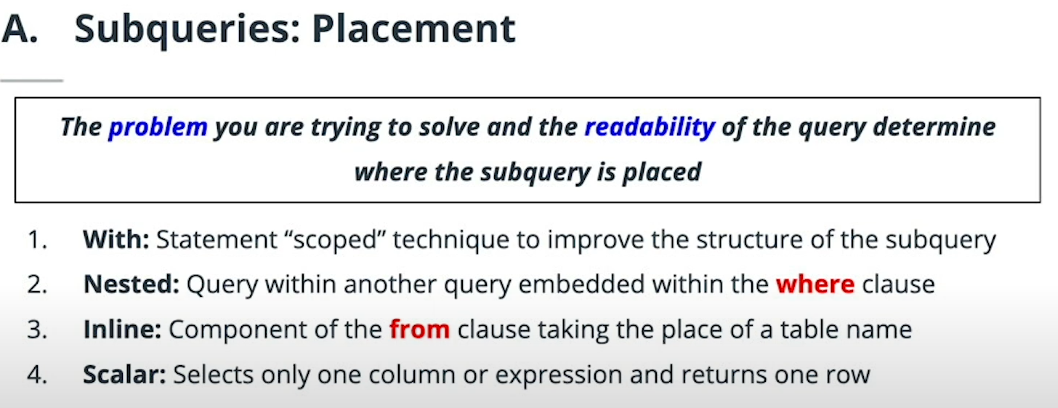 A. Subqueries: Placement
The problem you are trying to solve and the readability of the query determine
where the subquery is placed
1. With: Statement “scoped” technique to improve the structure of the subquery
2. Nested: Query within another query embedded within the where clause
3. Inline: Component of the from clause taking the place of a table name
4. Scalar: Selects only one column or expression and returns one row